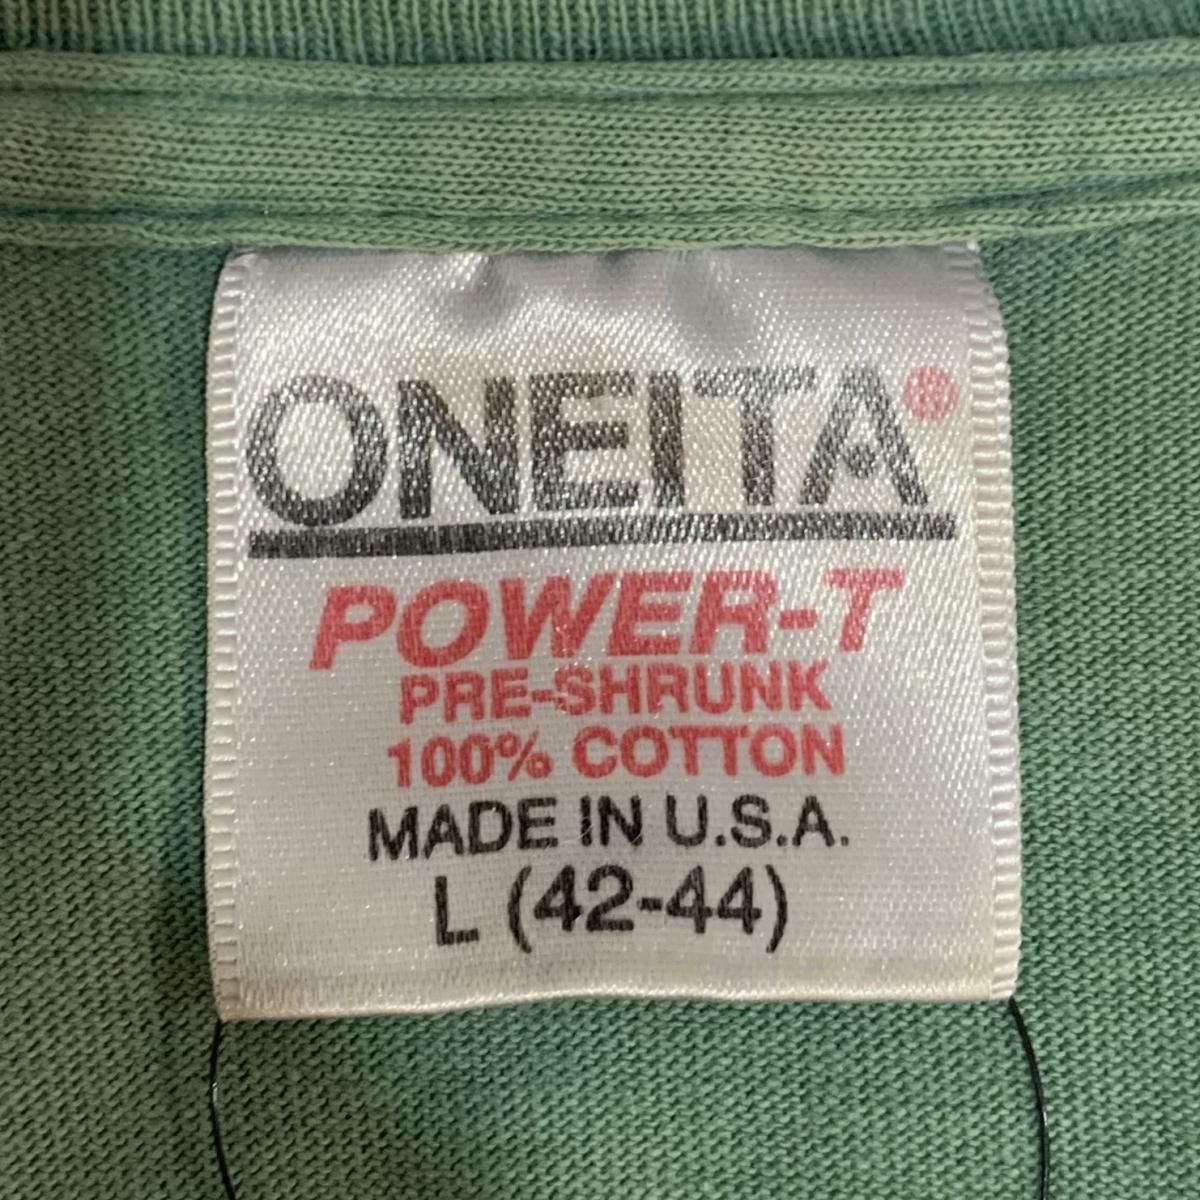 ONEITA®
POWER-T
PRE-SHRUNK
100% COTTON
MADE IN U.S.A.
L (42-44)